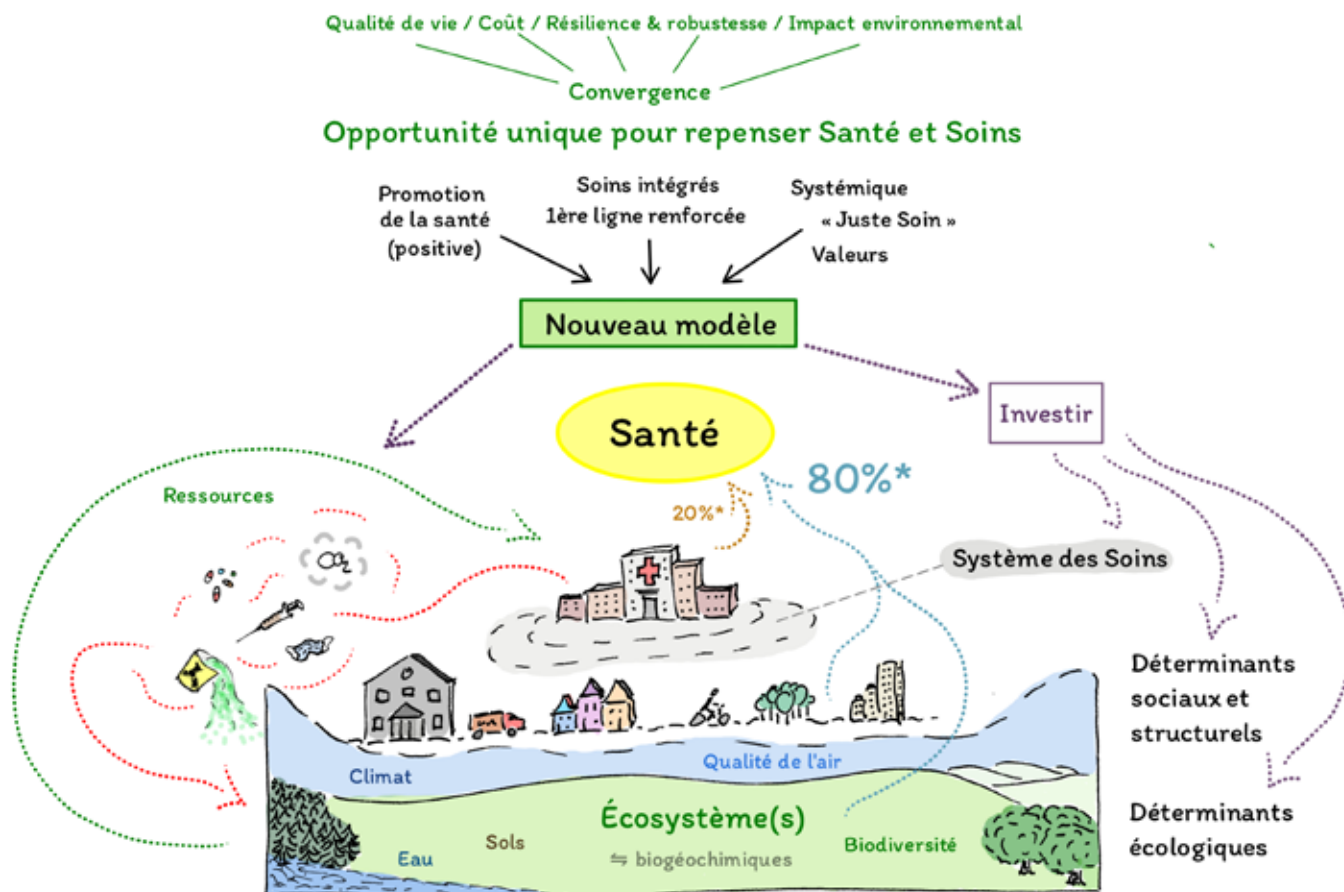 Qualité de vie / Coût / Résilience & robustesse / Impact environnemental
Convergence
Opportunité unique pour repenser Santé et Soins
Promotion
de la santé
(positive)
Soins intégrés
1ère ligne renforcée
Systémique
« Juste Soin »
Valeurs
Nouveau modèle
Santé
Investir
80%*
20%*
Ressources
CO2
Système des Soins
Déterminants
sociaux et
structurels
Climat
Qualité de l'air
Écosystème(s)
Sols
Eau
⇋ biogéochimiques
Biodiversité
Déterminants
écologiques